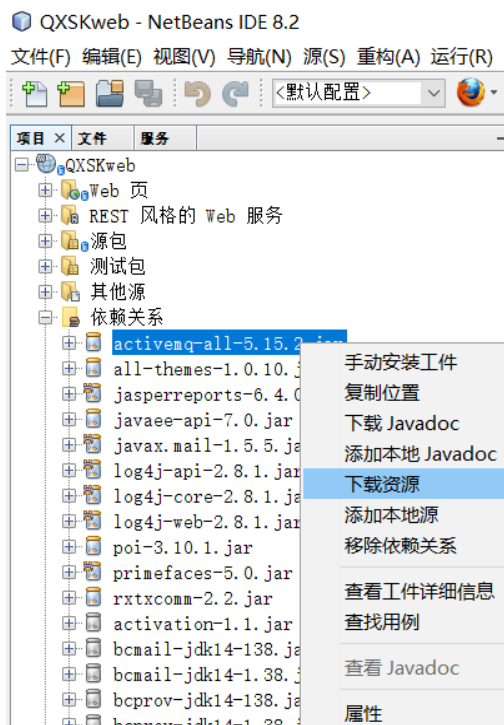 QXSKweb - NetBeans IDE 8.2
文件(F) 编辑(E) 视图(V) 导航(N) 源(S) 重构(A) 运行(R)
<默认配置>
项目 × 文件 服务
QXSKweb
Web 页
REST 风格的 Web 服务
源包
测试包
其他源
依赖关系
activemq-all-5.15.2.jar
all-themes-1.0.10.j
jasperreports-6.4.0
javaee-api-7.0.jar
javax.mail-1.5.5.ja
log4j-api-2.8.1.jar
log4j-core-2.8.1.ja
log4j-web-2.8.1.jar
poi-3.10.1.jar
primefaces-5.0.jar
rxtxcomm-2.2.jar
activation-1.1.jar
bcmail-jdk14-138.ja
bcmail-jdk14-1.38.j
bcprov-jdk14-138.ja
bcprov-jdk14-1.38.j
手动安装工件
复制位置
下载 Javadoc
添加本地 Javadoc
下载资源
添加本地源
移除依赖关系
查看工件详细信息
查找用例
查看 Javadoc
属性